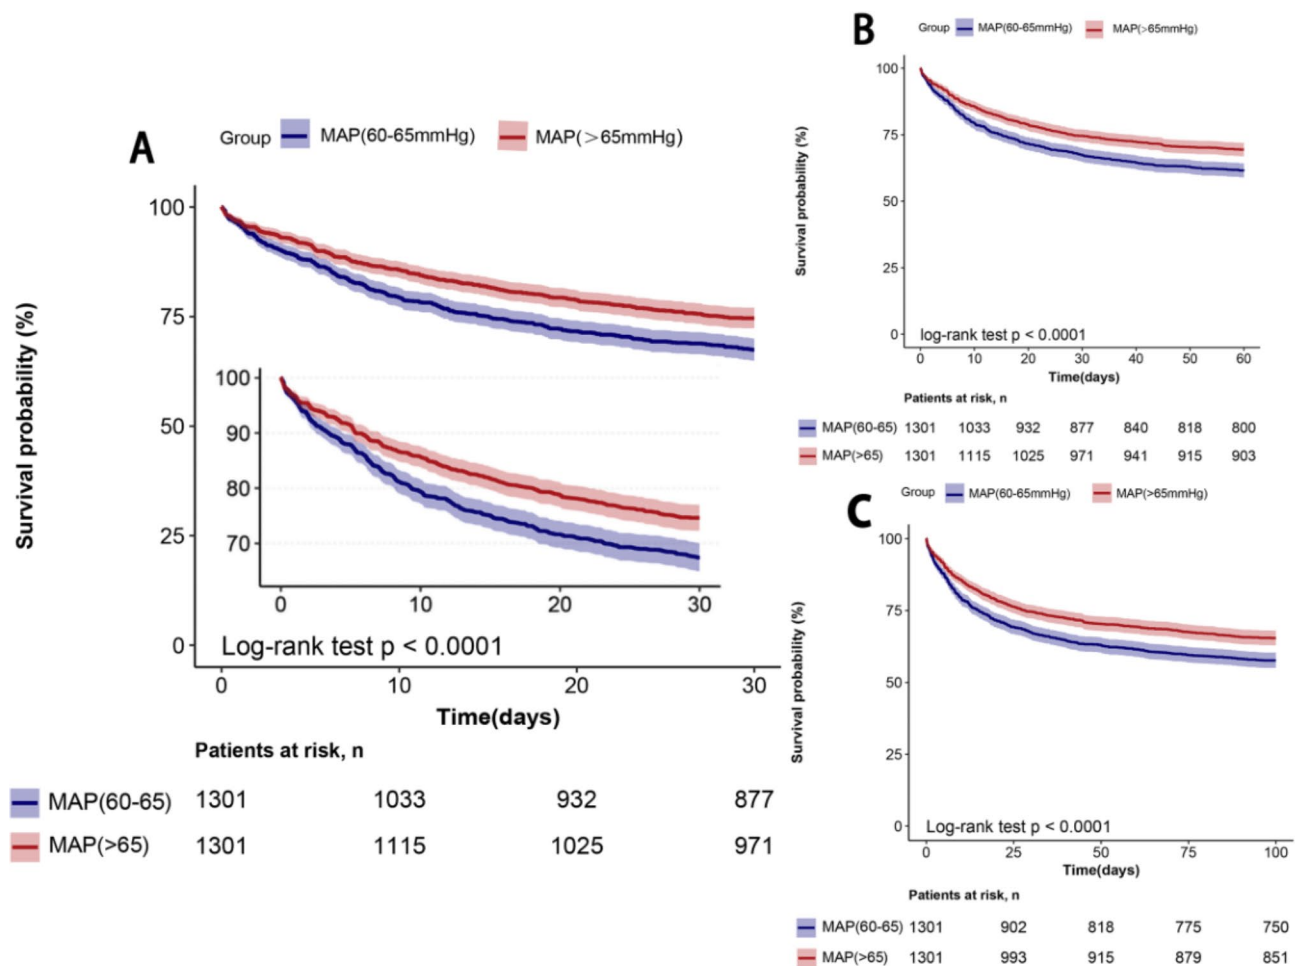 A
Group MAP(60-65mmHg) MAP(＞65mmHg)
Survival probability (%)
100
75
50
25
0
100
90
80
70
0 10 20 30
Log-rank test p < 0.0001
0 10 20 30
Time(days)
Patients at risk, n
MAP(60-65) 1301 1033 932 877
MAP(>65) 1301 1115 1025 971
B
Group MAP(60-65mmHg) MAP(>65mmHg)
Survival probability (%)
100
75
50
25
0
log-rank test p < 0.0001
0 10 20 30 40 50 60
Time(days)
Patients at risk, n
MAP(60-65) 1301 1033 932 877 840 818 800
MAP(>65) 1301 1115 1025 971 941 915 903
C
Group MAP(60-65mmHg) MAP(>65mmHg)
Survival probability (%)
100
75
50
25
0
Log-rank test p < 0.0001
0 25 50 75 100
Time(days)
Patients at risk, n
MAP(60-65) 1301 902 818 775 750
MAP(>65) 1301 993 915 879 851